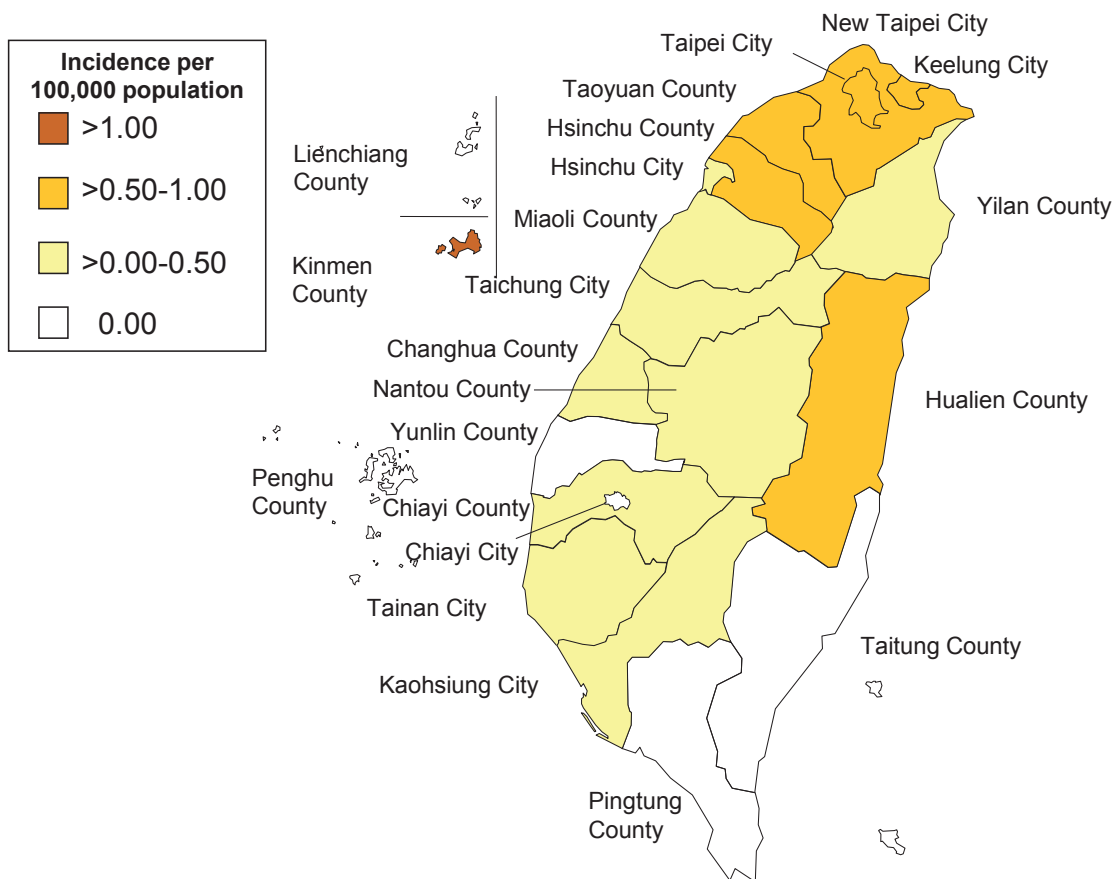 Incidence per
100,000 population
>1.00
>0.50-1.00
>0.00-0.50
0.00
New Taipei City
Taipei City
Keelung City
Taoyuan County
Hsinchu County
Hsinchu City
Lienchiang
County
Miaoli County
Yilan County
Kinmen
County
Taichung City
Changhua County
Nantou County
Hualien County
Yunlin County
Penghu
County
Chiayi County
Chiayi City
Tainan City
Taitung County
Kaohsiung City
Pingtung
County